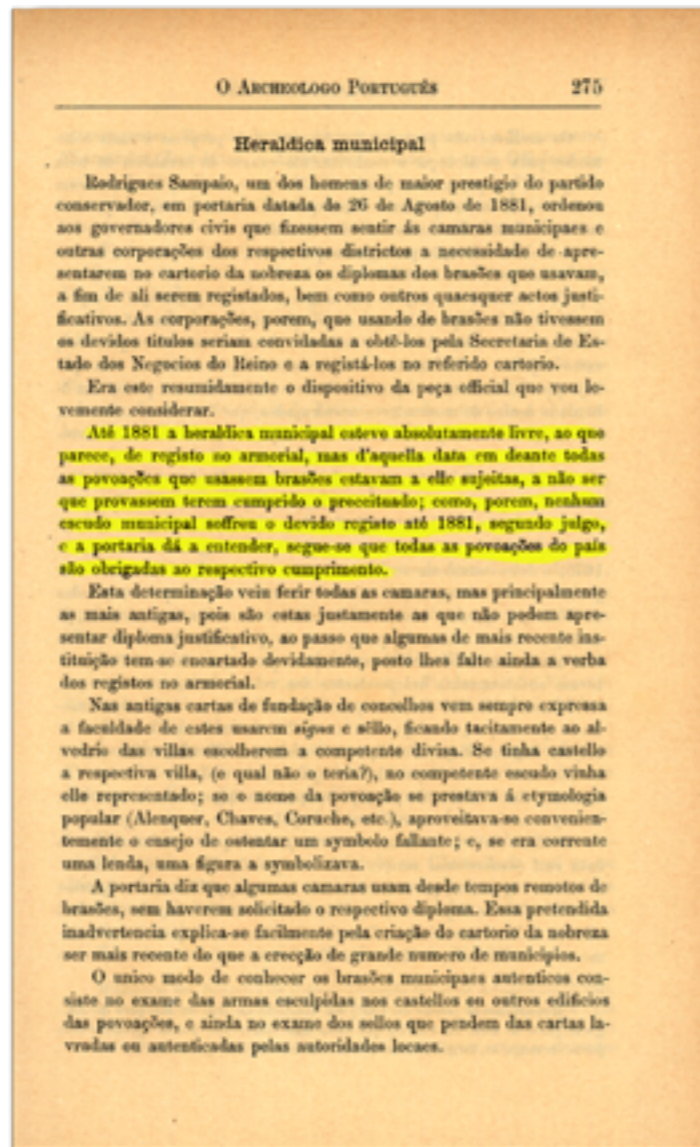 O ARCHEOLOGO PORTUGUÊS 275
Heraldica municipal
Rodrigues Sampaio, um dos homens de maior prestigio do partido
conservador, em portaria datada de 26 de Agosto de 1881, ordenou
aos governadores civis que fizessem sentir ás camaras municipaes e
outras corporações dos respectivos districtos a necessidade de apre-
sentarem no cartorio da nobreza os diplomas dos brasões que usavam,
a fim de ali serem registados, bem como outros quaesquer actos justi-
ficativos. As corporações, porem, que usando de brasões não tivessem
os devidos titulos seriam convidadas a obtê-los pela Secretaria de Es-
tado dos Negocios do Reino e a registá-los no referido cartorio.
Era este resumidamente o dispositivo da peça official que vou le-
vemente considerar.
Até 1881 a heraldica municipal esteve absolutamente livre, ao que
parece, de registo no armorial, mas d'aquella data em deante todas
as povoações que usassem brasões estavam a elle sujeitas, a não ser
que provassem terem cumprido o preceituado; como, porem, nenhum
escudo municipal soffreu o devido registo até 1881, segundo julgo,
e a portaria dá a entender, segue-se que todas as povoações do país
são obrigadas ao respectivo cumprimento.
Esta determinação veiu ferir todas as camaras, mas principalmente
as mais antigas, pois são estas justamente as que não podem apre-
sentar diploma justificativo, ao passo que algumas de mais recente ins-
tituição tem-se encartado devidamente, posto lhes falte ainda a verba
dos registos no armorial.
Nas antigas cartas de fundação de concelhos vem sempre expressa
a faculdade de estes usarem signa e sêllo, ficando tacitamente ao al-
vedrio das villas escolherem a competente divisa. Se tinha castello
a respectiva villa, (e qual não o teria?), no competente escudo vinha
elle representado; se o nome da povoação se prestava á etymologia
popular (Alenquer, Chaves, Coruche, etc.), aproveitava-se convenien-
temente o ensejo de ostentar um symbolo fallante; e, se era corrente
uma lenda, uma figura a symbolizava.
A portaria diz que algumas camaras usam desde tempos remotos de
brasões, sem haverem solicitado o respectivo diploma. Essa pretendida
inadvertencia explica-se facilmente pela criação do cartorio da nobreza
ser mais recente do que a erecção de grande numero de municipios.
O unico modo de conhecer os brasões municipaes autenticos con-
siste no exame das armas esculpidas nos castellos ou outros edificios
das povoações, e ainda no exame dos sellos que pendem das cartas la-
vradas ou autenticadas pelas autoridades locaes.